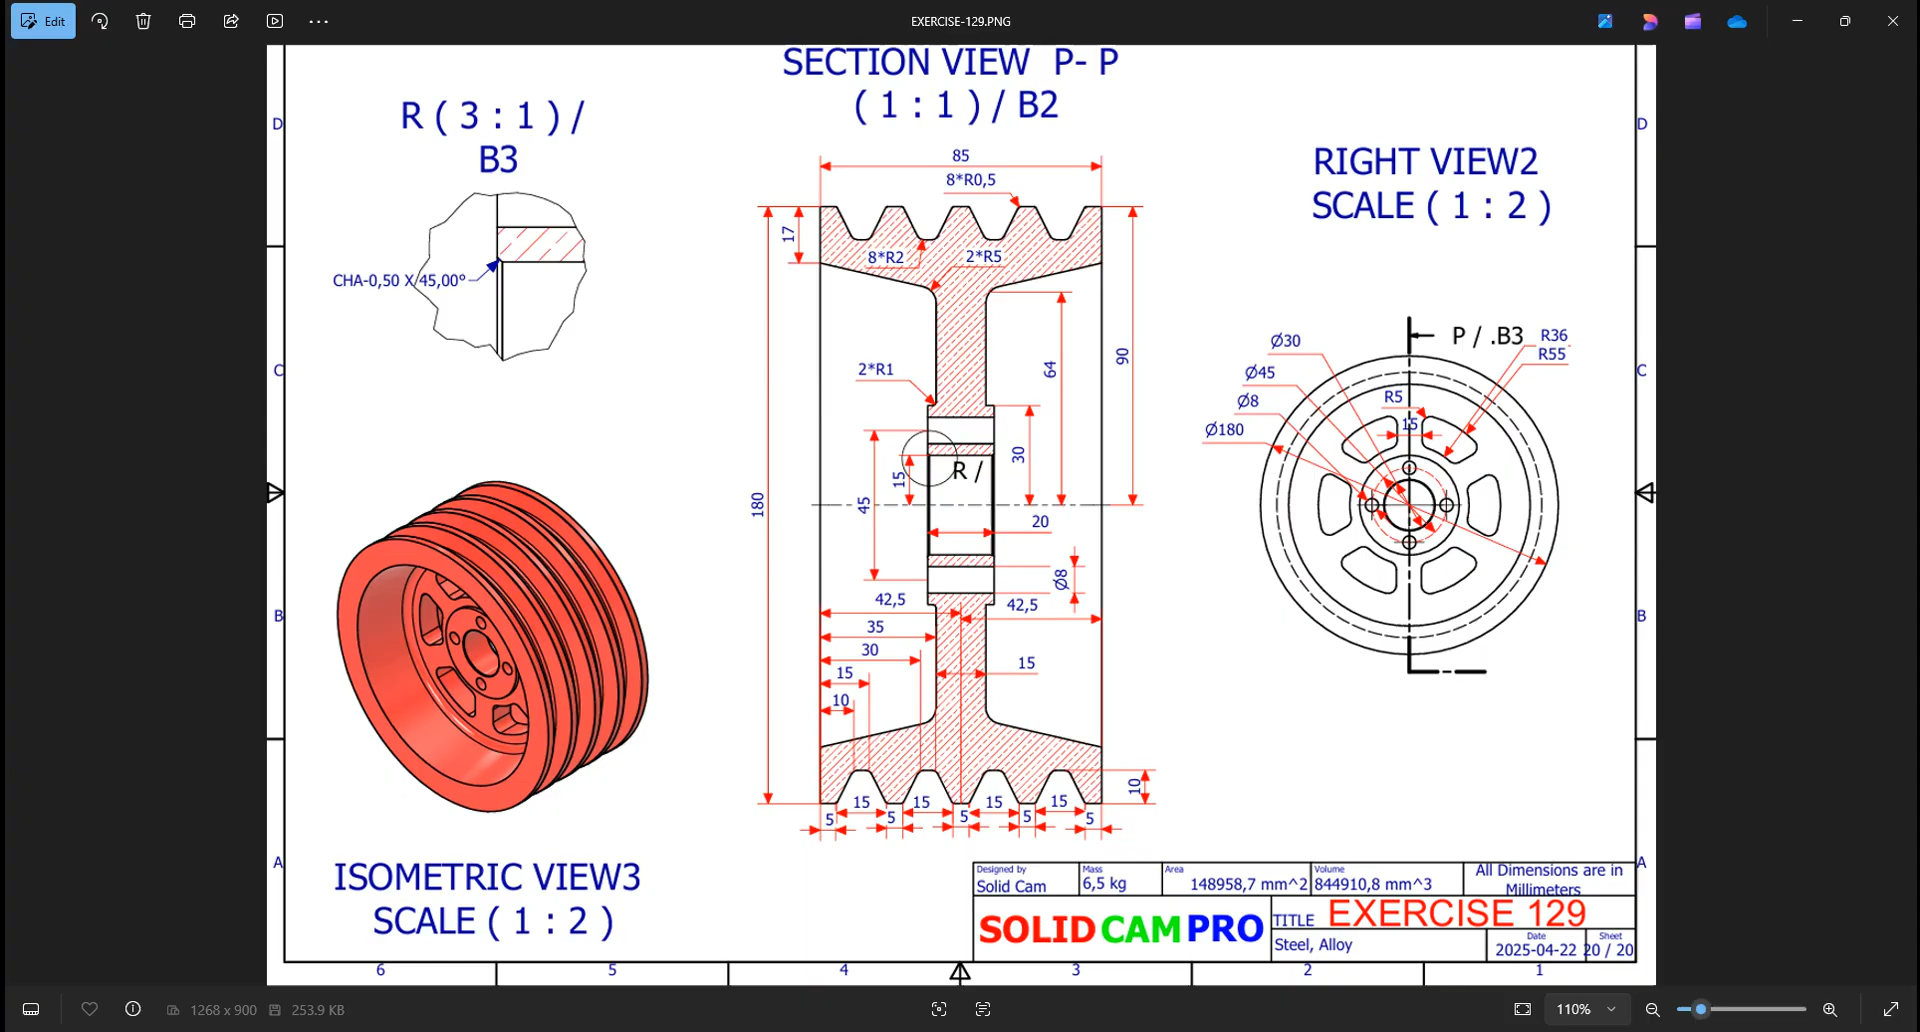 Edit
EXERCISE-129.PNG
SECTION VIEW P- P
( 1 : 1 ) / B2
R ( 3 : 1 ) /
B3
CHA-0,50 X 45,00°
RIGHT VIEW2
SCALE ( 1 : 2 )
85
8*R0,5
17
8*R2
2*R5
2*R1
64
90
30
15
45
180
R /
20
Ø8
42,5
42,5
35
30
15
15
10
10
15
15
15
15
5
5
5
5
5
P / .B3
R36
R55
Ø30
Ø45
Ø8
Ø180
R5
15
ISOMETRIC VIEW3
SCALE ( 1 : 2 )
Designed by
Solid Cam
Mass
6,5 kg
Area
148958,7 mm^2
Volume
844910,8 mm^3
All Dimensions are in
Millimeters
SOLIDCAMPRO
TITLE
EXERCISE 129
Steel, Alloy
Date
2025-04-22
Sheet
20 / 20
D
C
B
A
D
C
B
A
6
5
4
3
2
1
1268 x 900
253.9 KB
110%